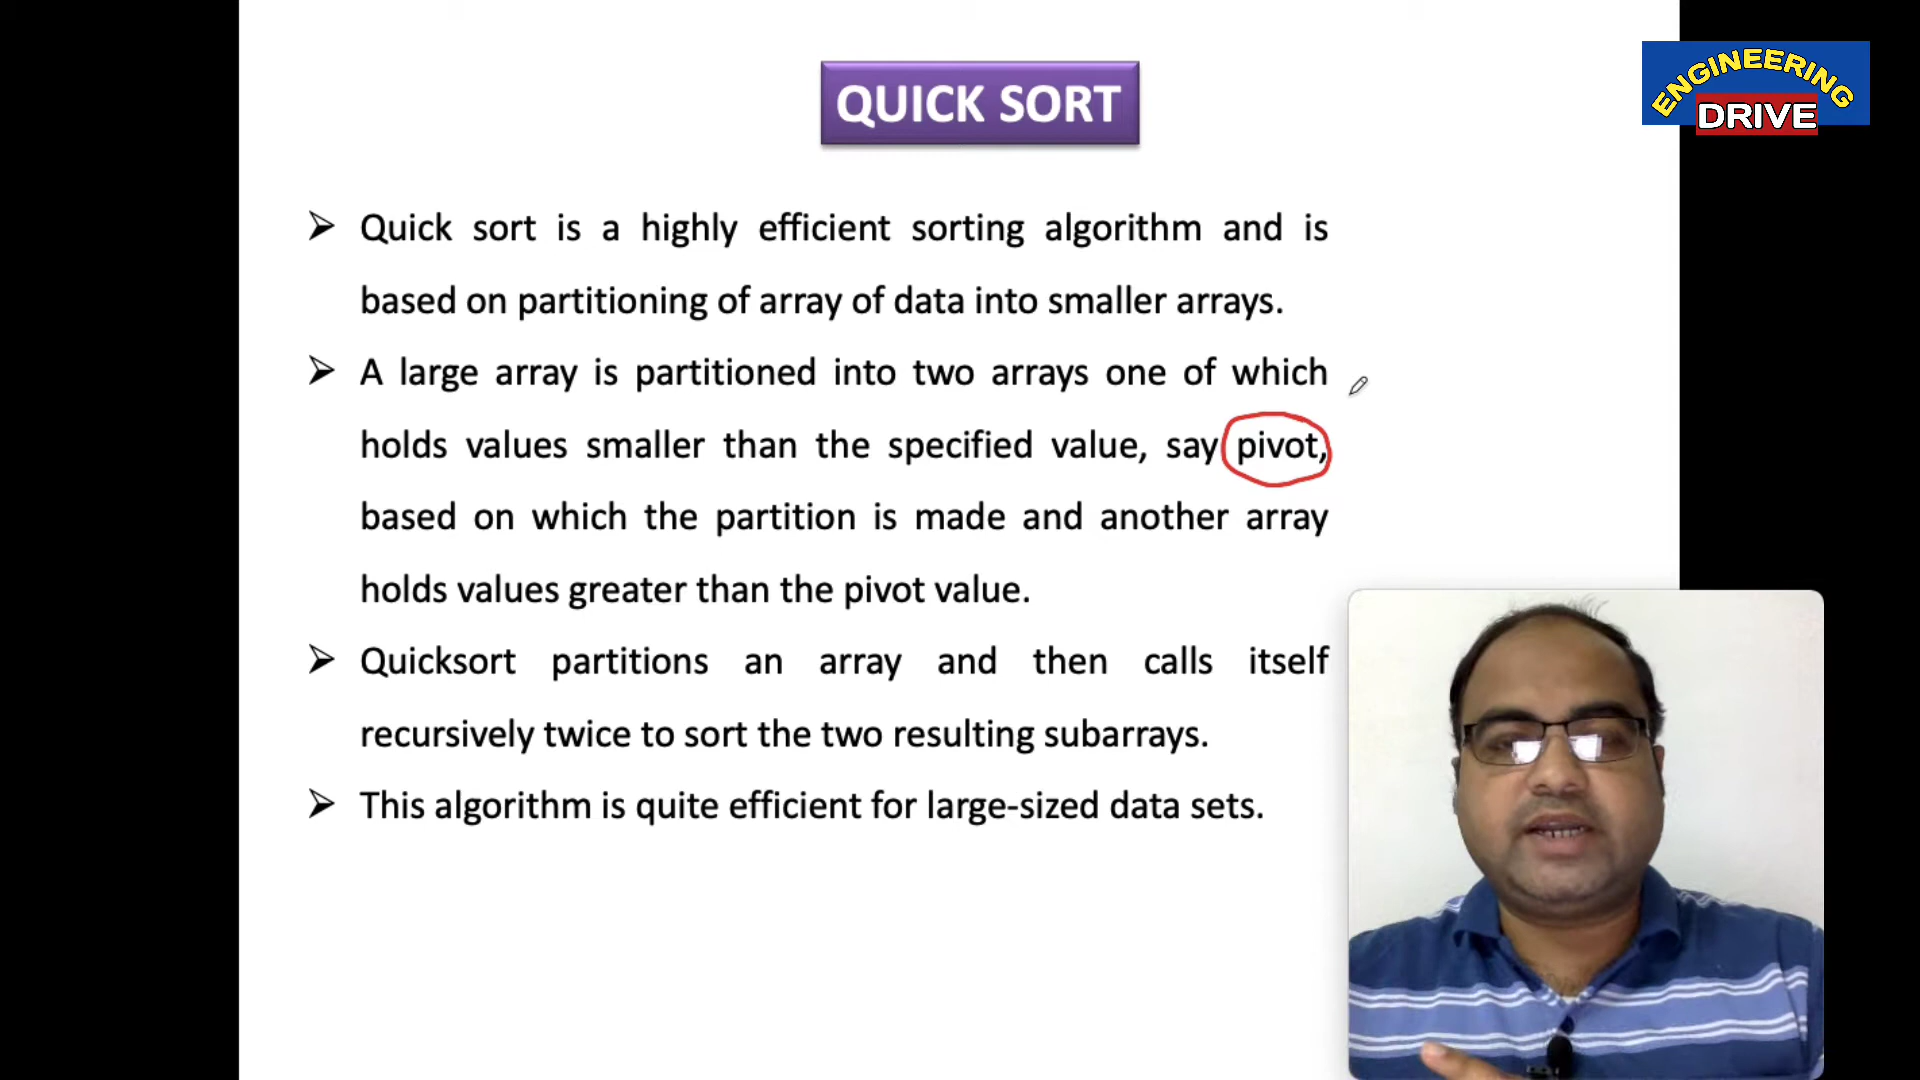 QUICK SORT
ENGINEERING
DRIVE
➢ Quick sort is a highly efficient sorting algorithm and is
based on partitioning of array of data into smaller arrays.
➢ A large array is partitioned into two arrays one of which
holds values smaller than the specified value, say pivot,
based on which the partition is made and another array
holds values greater than the pivot value.
➢ Quicksort partitions an array and then calls itself
recursively twice to sort the two resulting subarrays.
➢ This algorithm is quite efficient for large-sized data sets.